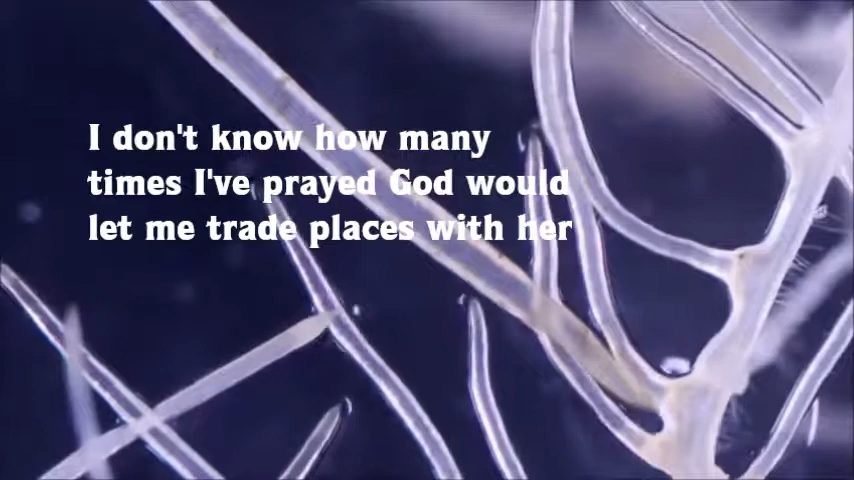 I don't know how many
times I've prayed God would
let me trade places with her